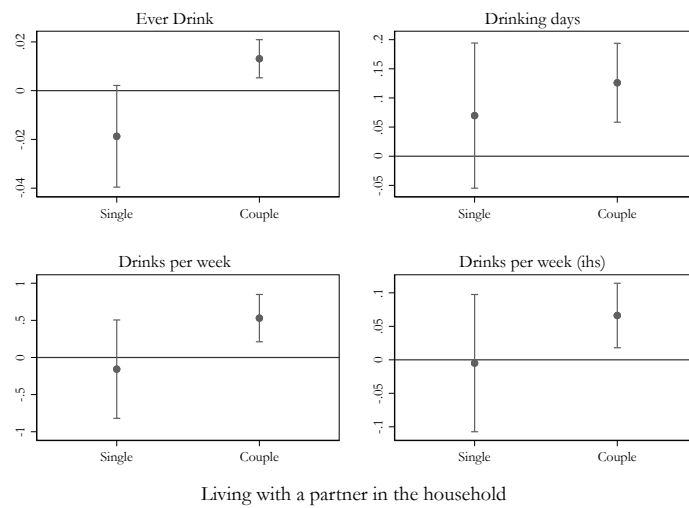 Ever Drink
.02
0
-.02
-.04
Single Couple
Drinking days
.2
.15
.1
.05
0
-.05
Single Couple
Drinks per week
1
.5
0
-.5
-1
Single Couple
Drinks per week (ihs)
.1
.05
0
-.05
-.1
Single Couple
Living with a partner in the household